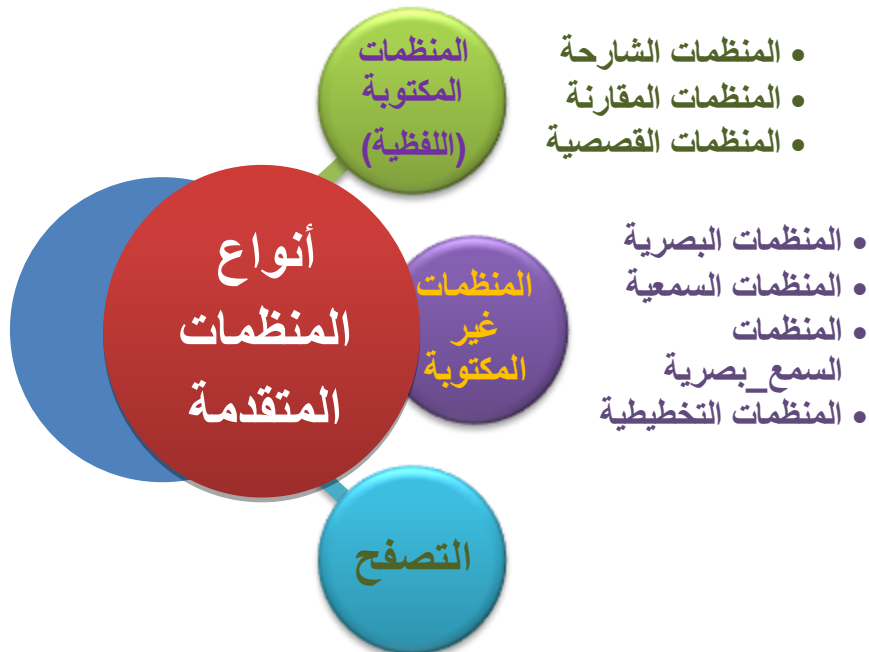 أنواع
المنظمات
المتقدمة
المنظمات
المكتوبة
(اللفظية)
• المنظمات الشارحة
• المنظمات المقارنة
• المنظمات القصصية
المنظمات
غير
المكتوبة
• المنظمات البصرية
• المنظمات السمعية
• المنظمات
السمع_بصرية
• المنظمات التخطيطية
التصفح